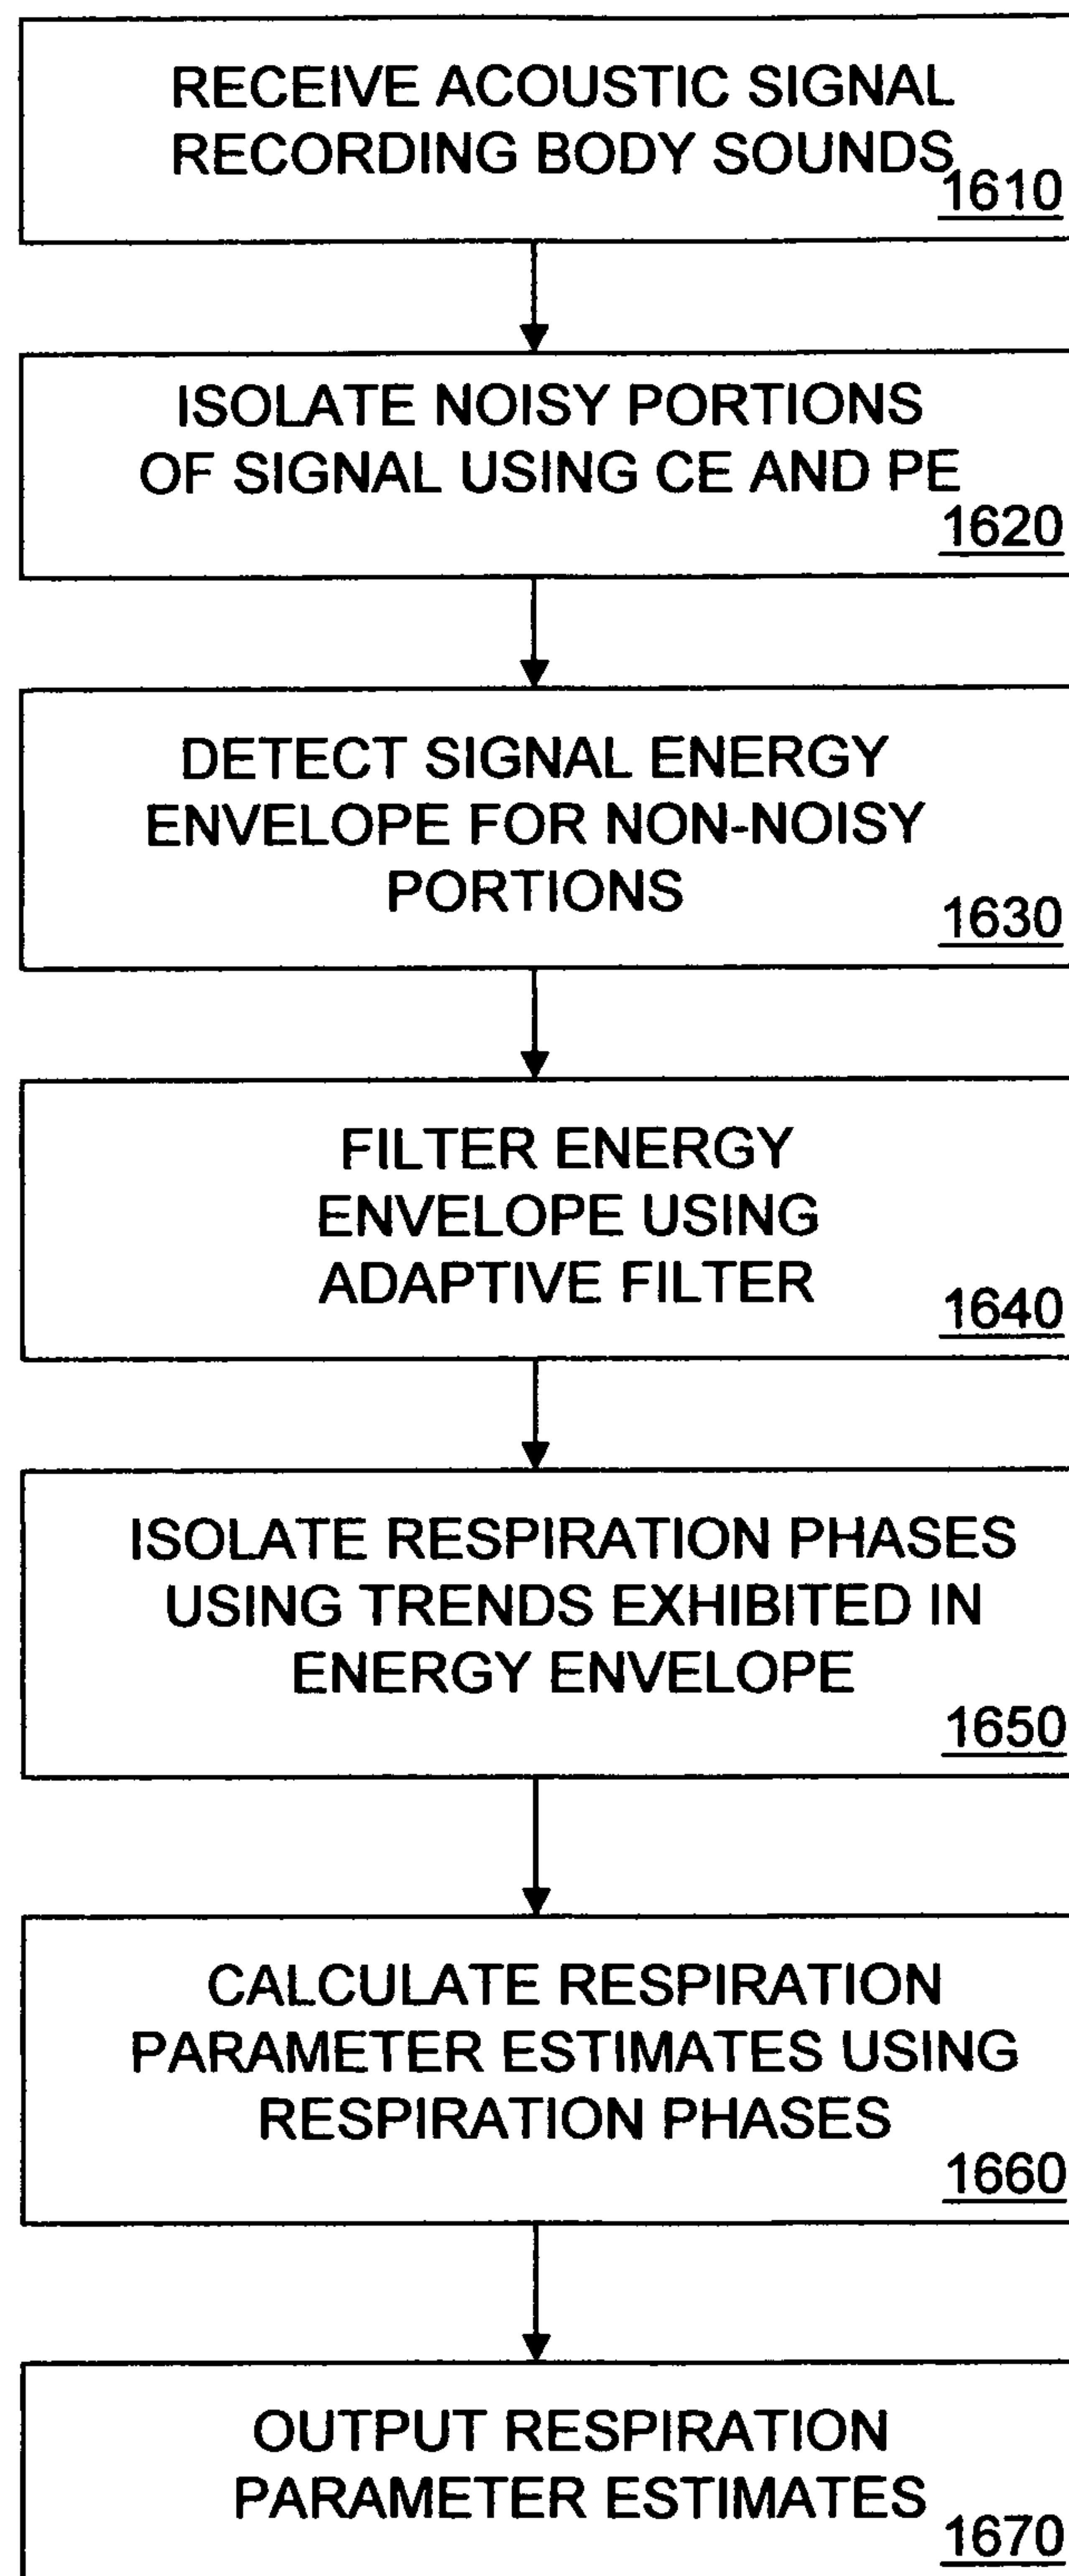 RECEIVE ACOUSTIC SIGNAL
RECORDING BODY SOUNDS
1610
ISOLATE NOISY PORTIONS
OF SIGNAL USING CE AND PE
1620
DETECT SIGNAL ENERGY
ENVELOPE FOR NON-NOISY
PORTIONS
1630
FILTER ENERGY
ENVELOPE USING
ADAPTIVE FILTER
1640
ISOLATE RESPIRATION PHASES
USING TRENDS EXHIBITED IN
ENERGY ENVELOPE
1650
CALCULATE RESPIRATION
PARAMETER ESTIMATES USING
RESPIRATION PHASES
1660
OUTPUT RESPIRATION
PARAMETER ESTIMATES
1670